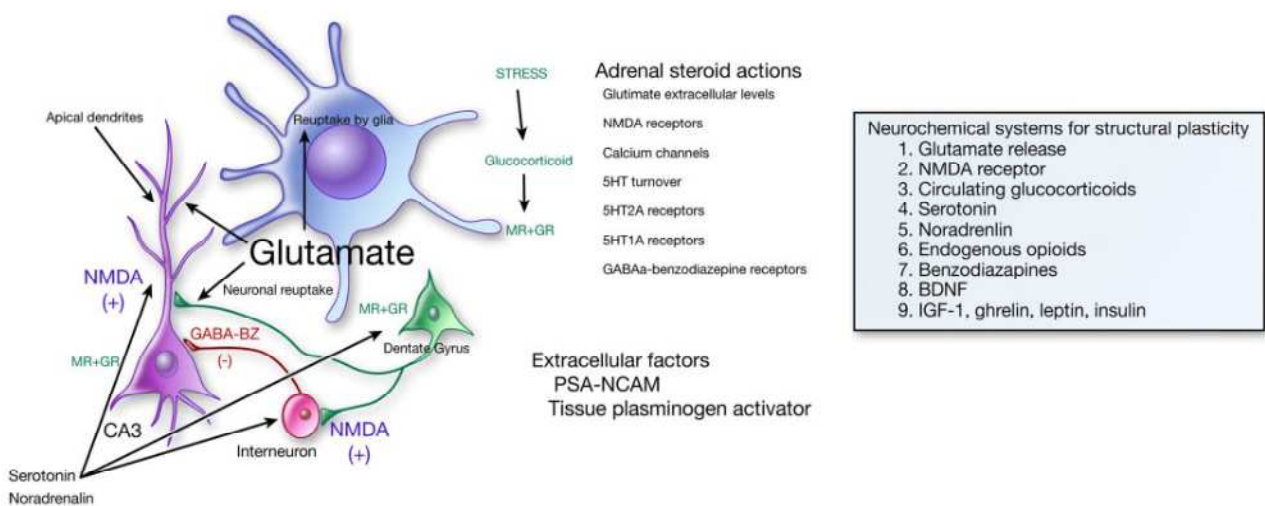 Apical dendrites
Reuptake by glia
Glutamate
NMDA
(+)
Neuronal reuptake
MR+GR
GABA-BZ
(-)
MR+GR
Dentate Gyrus
CA3
Interneuron
NMDA
(+)
Serotonin
Noradrenalin
STRESS
Glucocorticoid
MR+GR
Adrenal steroid actions
Glutimate extracellular levels
NMDA receptors
Calcium channels
5HT turnover
5HT2A receptors
5HT1A receptors
GABAa-benzodiazepine receptors
Extracellular factors
PSA-NCAM
Tissue plasminogen activator
Neurochemical systems for structural plasticity
1. Glutamate release
2. NMDA receptor
3. Circulating glucocorticoids
4. Serotonin
5. Noradrenlin
6. Endogenous opioids
7. Benzodiazapines
8. BDNF
9. IGF-1, ghrelin, leptin, insulin